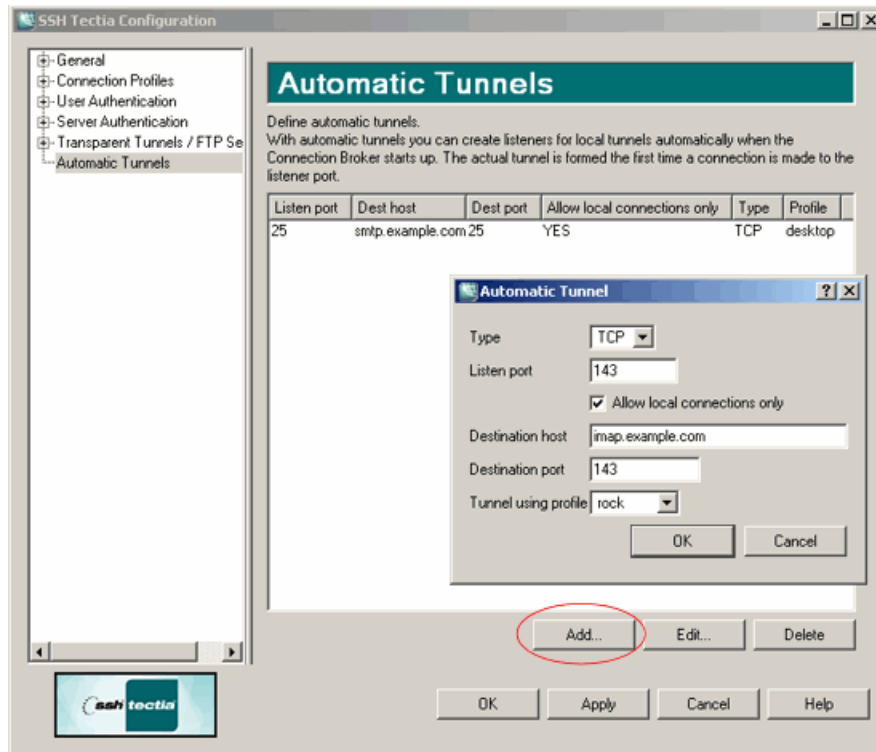 SSH Tectia Configuration
General
Connection Profiles
User Authentication
Server Authentication
Transparent Tunnels / FTP Se
Automatic Tunnels
Automatic Tunnels
Define automatic tunnels.
With automatic tunnels you can create listeners for local tunnels automatically when the
Connection Broker starts up. The actual tunnel is formed the first time a connection is made to the
listener port.
Listen port Dest host Dest port Allow local connections only Type Profile
25 smtp.example.com 25 YES TCP desktop
Automatic Tunnel
Type TCP
Listen port 143
Allow local connections only
Destination host imap.example.com
Destination port 143
Tunnel using profile rock
OK Cancel
Add... Edit... Delete
ssh tectia
OK Apply Cancel Help